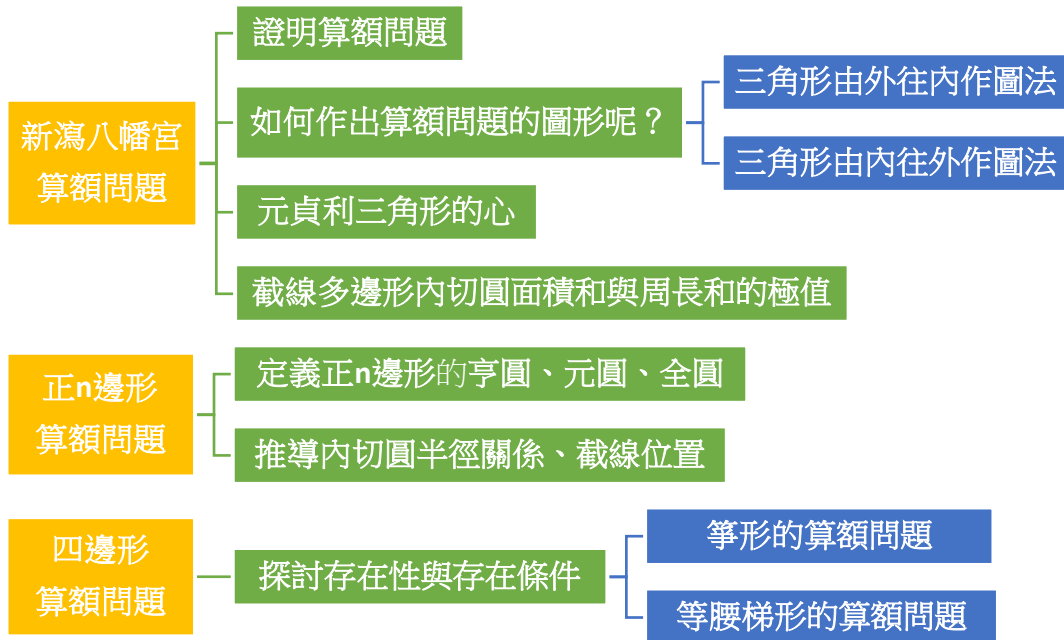 新瀉八幡宮
算額問題
證明算額問題
如何作出算額問題的圖形呢？
三角形由外往內作圖法
三角形由內往外作圖法
元貞利三角形的心
截線多邊形內切圓面積和與周長和的極值
正n邊形
算額問題
定義正n邊形的亨圓、元圓、全圓
推導內切圓半徑關係、截線位置
四邊形
算額問題
探討存在性與存在條件
箏形的算額問題
等腰梯形的算額問題